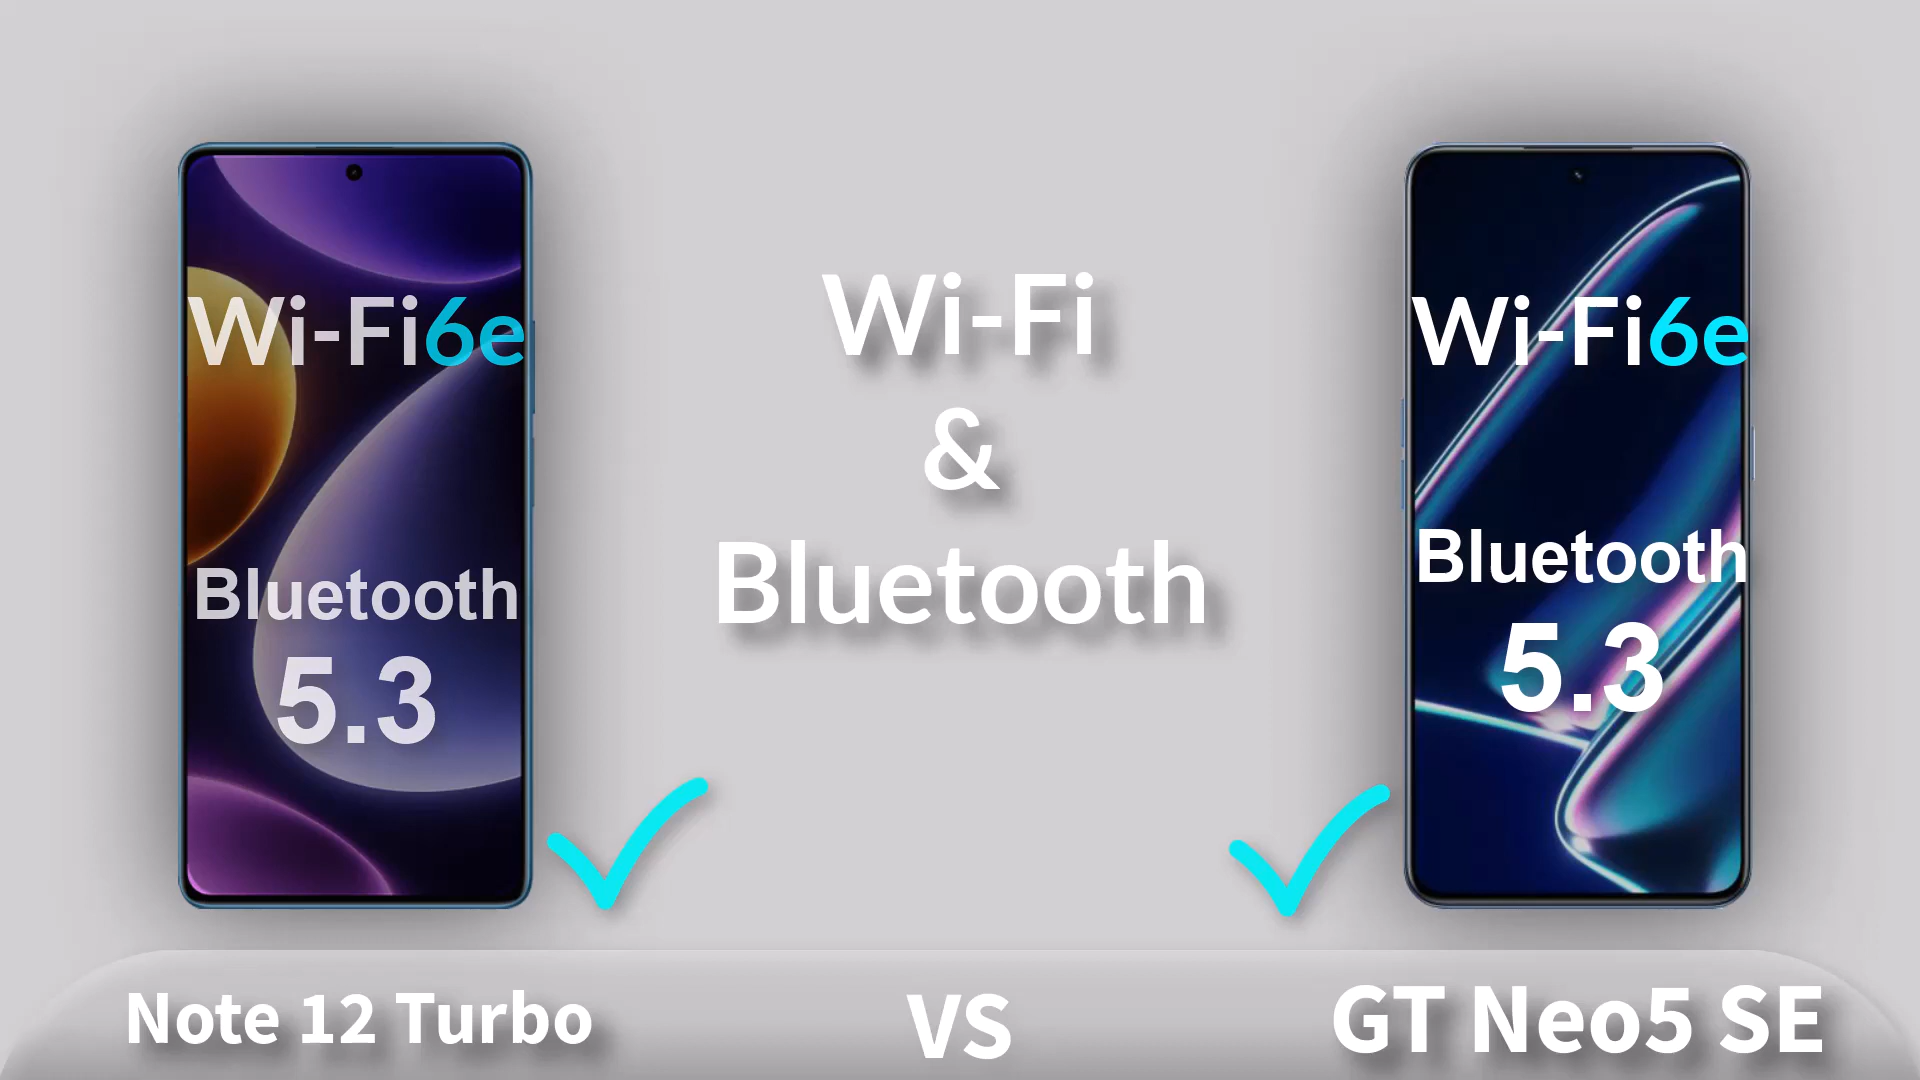 Wi-Fi6e
Bluetooth
5.3
Wi-Fi
&
Bluetooth
Wi-Fi6e
Bluetooth
5.3
Note 12 Turbo
VS
GT Neo5 SE